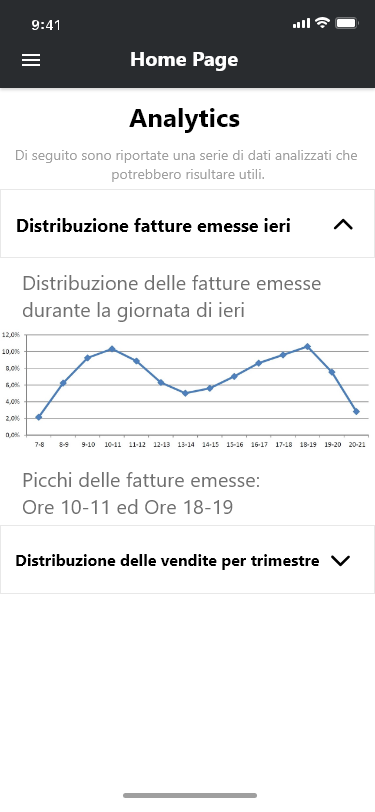 9:41
Home Page
Analytics
Di seguito sono riportate una serie di dati analizzati che
potrebbero risultare utili.
Distribuzione fatture emesse ieri
Distribuzione delle fatture emesse
durante la giornata di ieri
12,0%
10,0%
8,0%
6,0%
4,0%
2,0%
0,0%
7-8 8-9 9-10 10-11 11-12 12-13 13-14 14-15 15-16 16-17 17-18 18-19 19-20 20-21
Picchi delle fatture emesse:
Ore 10-11 ed Ore 18-19
Distribuzione delle vendite per trimestre